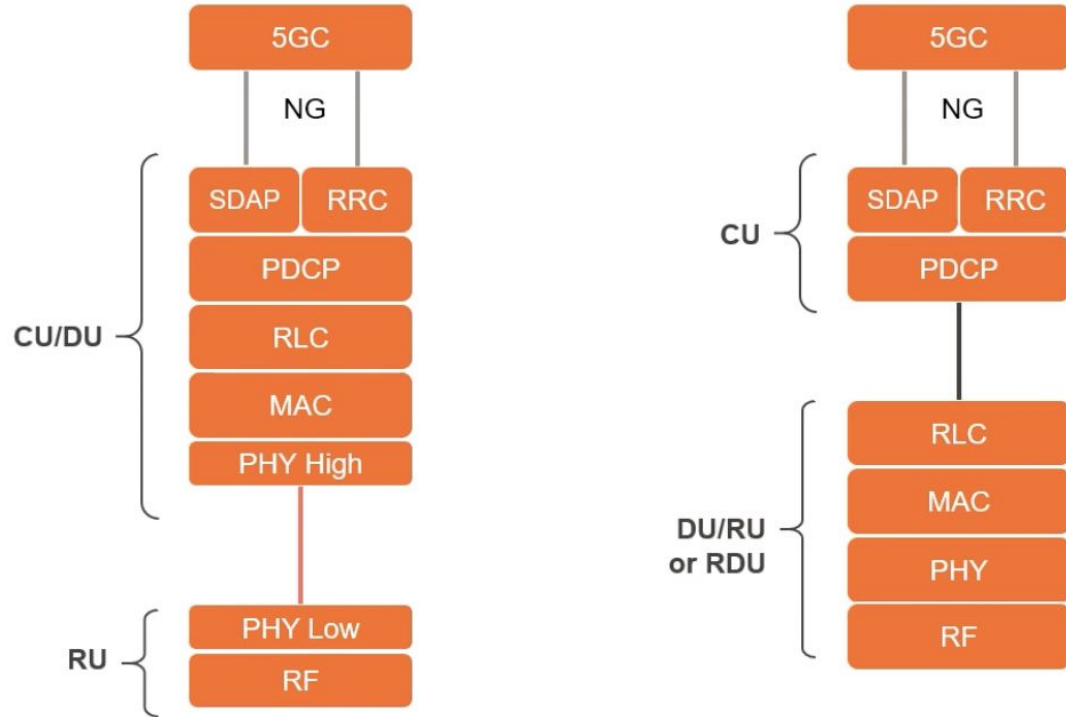 5GC
NG
SDAP RRC
PDCP
CU/DU
RLC
MAC
PHY High
PHY Low
RU
RF
5GC
NG
SDAP RRC
CU
PDCP
RLC
MAC
DU/RU
or RDU
PHY
RF